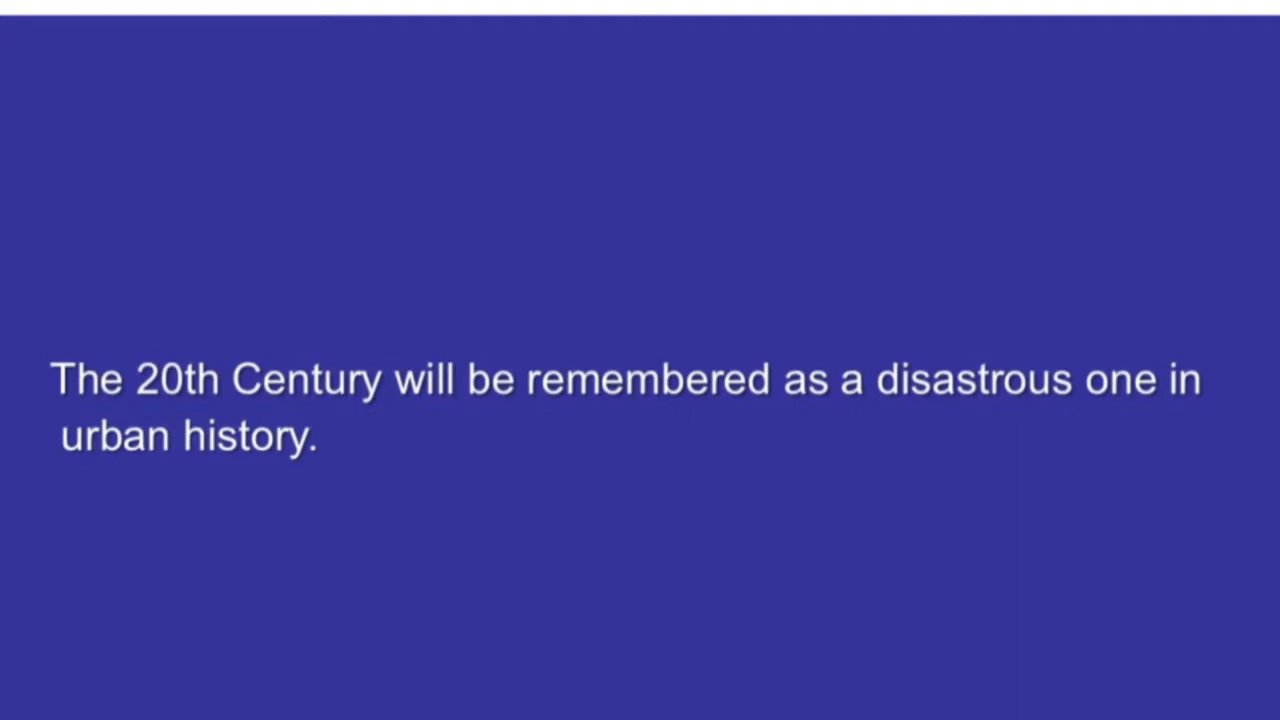 The 20th Century will be remembered as a disastrous one in
urban history.